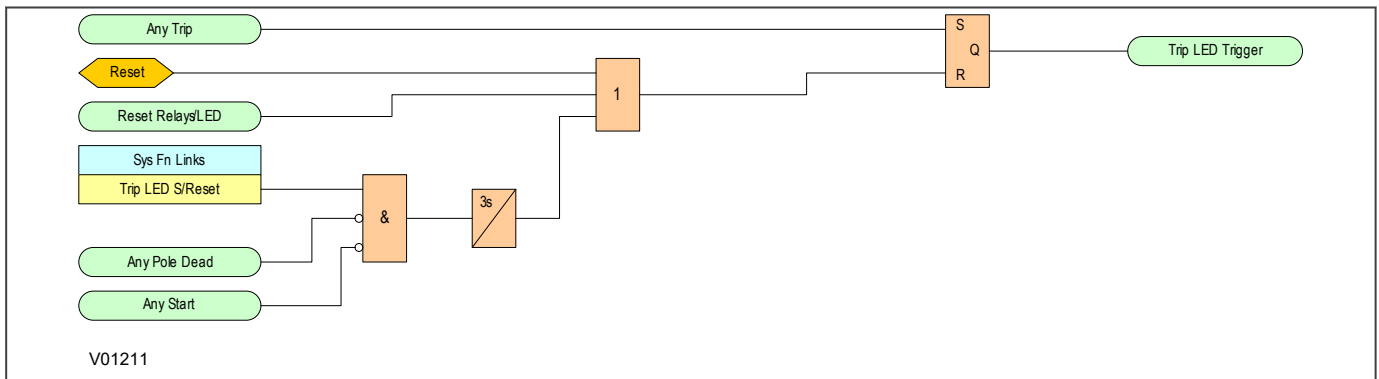 Any Trip
S
Q
R
Trip LED Trigger
Reset
1
Reset Relays/LED
Sys Fn Links
Trip LED S/Reset
&
3s
Any Pole Dead
Any Start
V01211